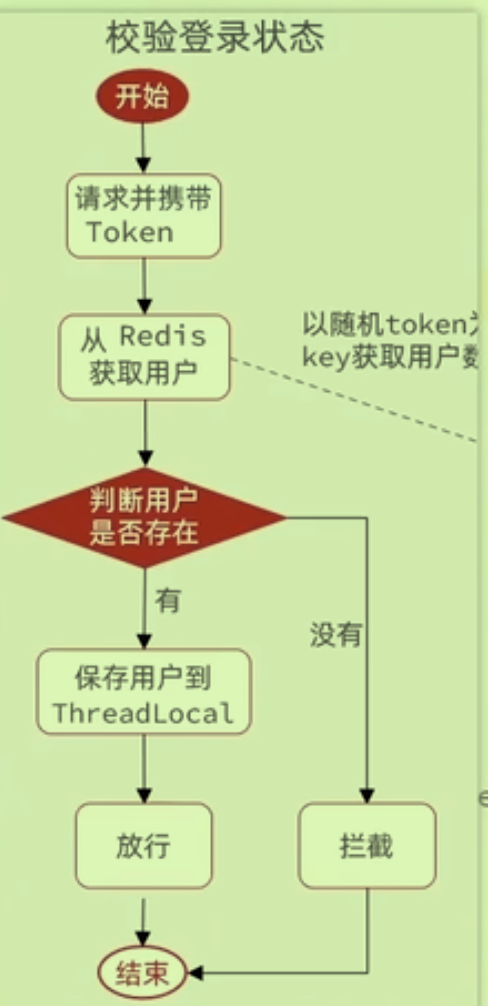 校验登录状态
开始
请求并携带
Token
从 Redis
获取用户
以随机token
key获取用户
判断用户
是否存在
有
没有
保存用户到
ThreadLocal
放行
拦截
结束